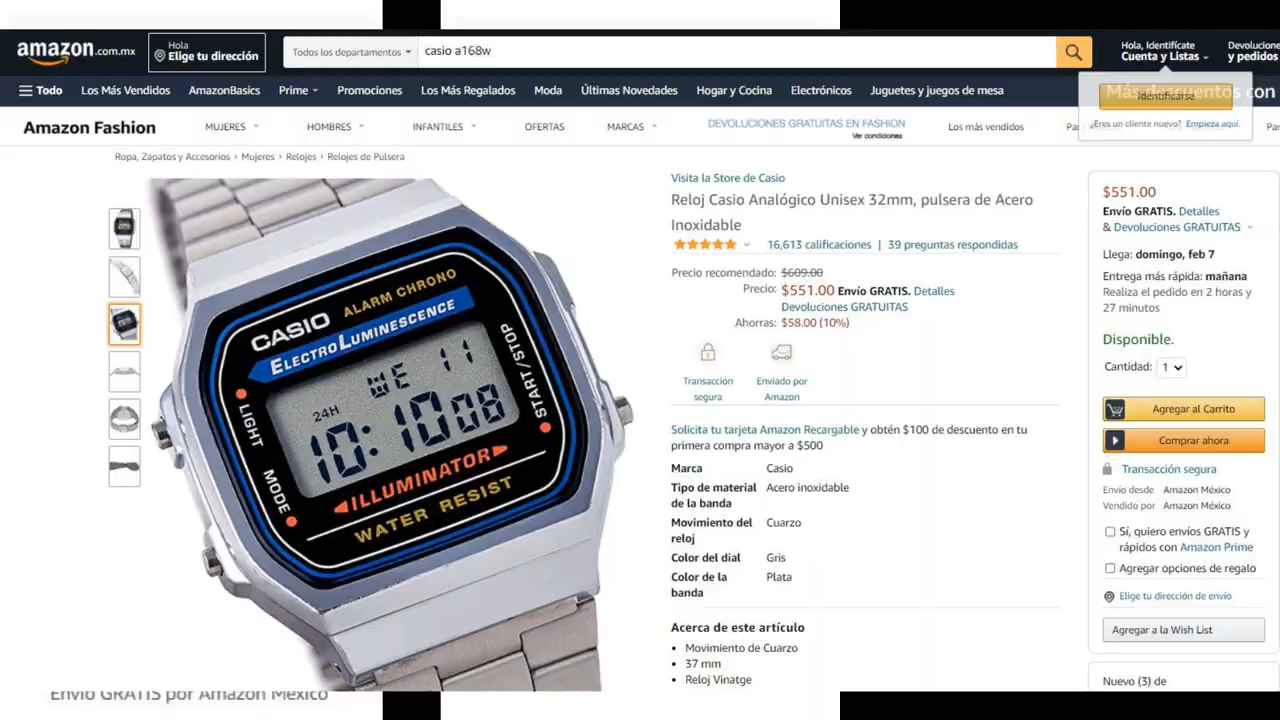 amazon.com.mx
Hola
Elige tu dirección
Todos los departamentos
casio a168w
Hola, Identifícate
Cuenta y Listas
Devolucione
y pedidos
Todo
Los Más Vendidos
AmazonBasics
Prime
Promociones
Los Más Regalados
Moda
Últimas Novedades
Hogar y Cocina
Electrónicos
Juguetes y juegos de mesa
Más descuentos con
Identificarse
¿Eres un cliente nuevo? Empieza aquí.
Amazon Fashion
MUJERES
HOMBRES
INFANTILES
OFERTAS
MARCAS
DEVOLUCIONES GRATUITAS EN FASHION
Ver condiciones
Los más vendidos
Ropa, Zapatos y Accesorios › Mujeres › Relojes › Relojes de Pulsera
CASIO
ALARM CHRONO
ELECTROLUMINESCENCE
LIGHT
MODE
START/STOP
WE 11
24H
10:10 08
ILLUMINATOR
WATER RESIST
Visita la Store de Casio
Reloj Casio Analógico Unisex 32mm, pulsera de Acero
Inoxidable
16,613 calificaciones | 39 preguntas respondidas
Precio recomendado: $609.00
Precio: $551.00 Envío GRATIS. Detalles
Devoluciones GRATUITAS
Ahorras: $58.00 (10%)
Transacción
segura
Enviado por
Amazon
Solicita tu tarjeta Amazon Recargable y obtén $100 de descuento en tu
primera compra mayor a $500
Marca Casio
Tipo de material Acero inoxidable
de la banda
Movimiento del Cuarzo
reloj
Color del dial Gris
Color de la Plata
banda
Acerca de este artículo
• Movimiento de Cuarzo
• 37 mm
• Reloj Vinatge
$551.00
Envío GRATIS. Detalles
& Devoluciones GRATUITAS
Llega: domingo, feb 7
Entrega más rápida: mañana
Realiza el pedido en 2 horas y
27 minutos
Disponible.
Cantidad: 1
Agregar al Carrito
Comprar ahora
Transacción segura
Envío desde Amazon México
Vendido por Amazon México
Sí, quiero envíos GRATIS y
rápidos con Amazon Prime
Agregar opciones de regalo
Elige tu dirección de envío
Agregar a la Wish List
Nuevo (3) de
Envío GRATIS por Amazon México